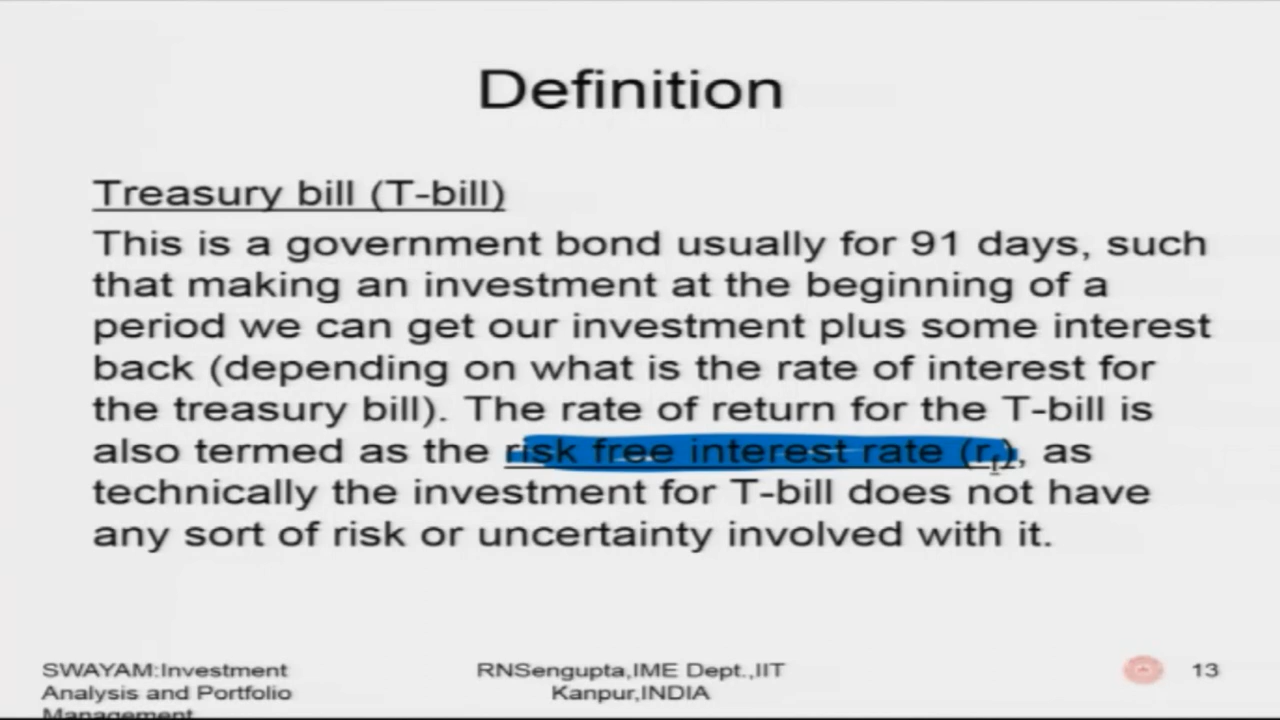 Definition
Treasury bill (T-bill)
This is a government bond usually for 91 days, such
that making an investment at the beginning of a
period we can get our investment plus some interest
back (depending on what is the rate of interest for
the treasury bill). The rate of return for the T-bill is
also termed as the risk free interest rate (rf), as
technically the investment for T-bill does not have
any sort of risk or uncertainty involved with it.
SWAYAM:Investment
Analysis and Portfolio
Management
RNSengupta,IME Dept.,IIT
Kanpur,INDIA
13